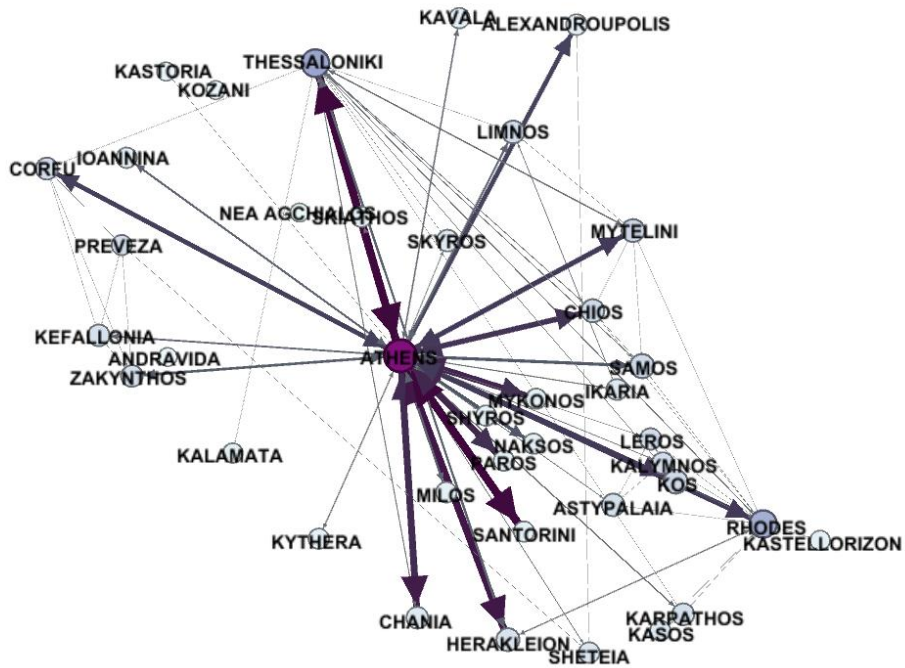 KAVALA
ALEXANDROUPOLIS
THESSALONIKI
KASTORIA
KOZANI
LIMNOS
IOANNINA
CORFU
NEA AGCHIALOS
SKIATHOS
MYTELINI
SKYROS
PREVEZA
CHIOS
KEFALLONIA
ANDRAVIDA
ATHENS
ZAKYNTHOS
SAMOS
IKARIA
MYKONOS
SHYROS
LEROS
NAKSOS
KALAMATA
PAROS
KALYMNOS
KOS
MILOS
ASTYPALAIA
RHODES
SANTORINI
KYTHERA
KASTELLORIZON
CHANIA
KARPATHOS
KASOS
HERAKLEION
SHETEIA